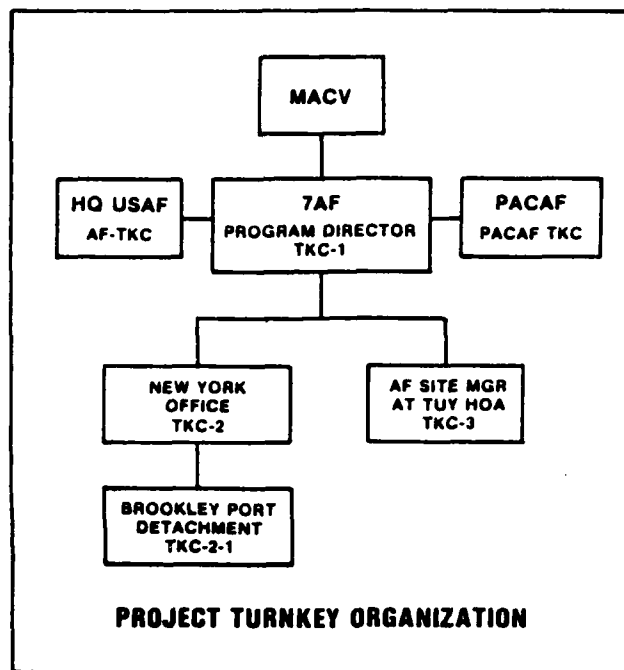 MACV
HQ USAF
AF-TKC
7AF
PROGRAM DIRECTOR
TKC-1
PACAF
PACAF TKC
NEW YORK
OFFICE
TKC-2
AF SITE MGR
AT TUY HOA
TKC-3
BROOKLEY PORT
DETACHMENT
TKC-2-1
PROJECT TURNKEY ORGANIZATION